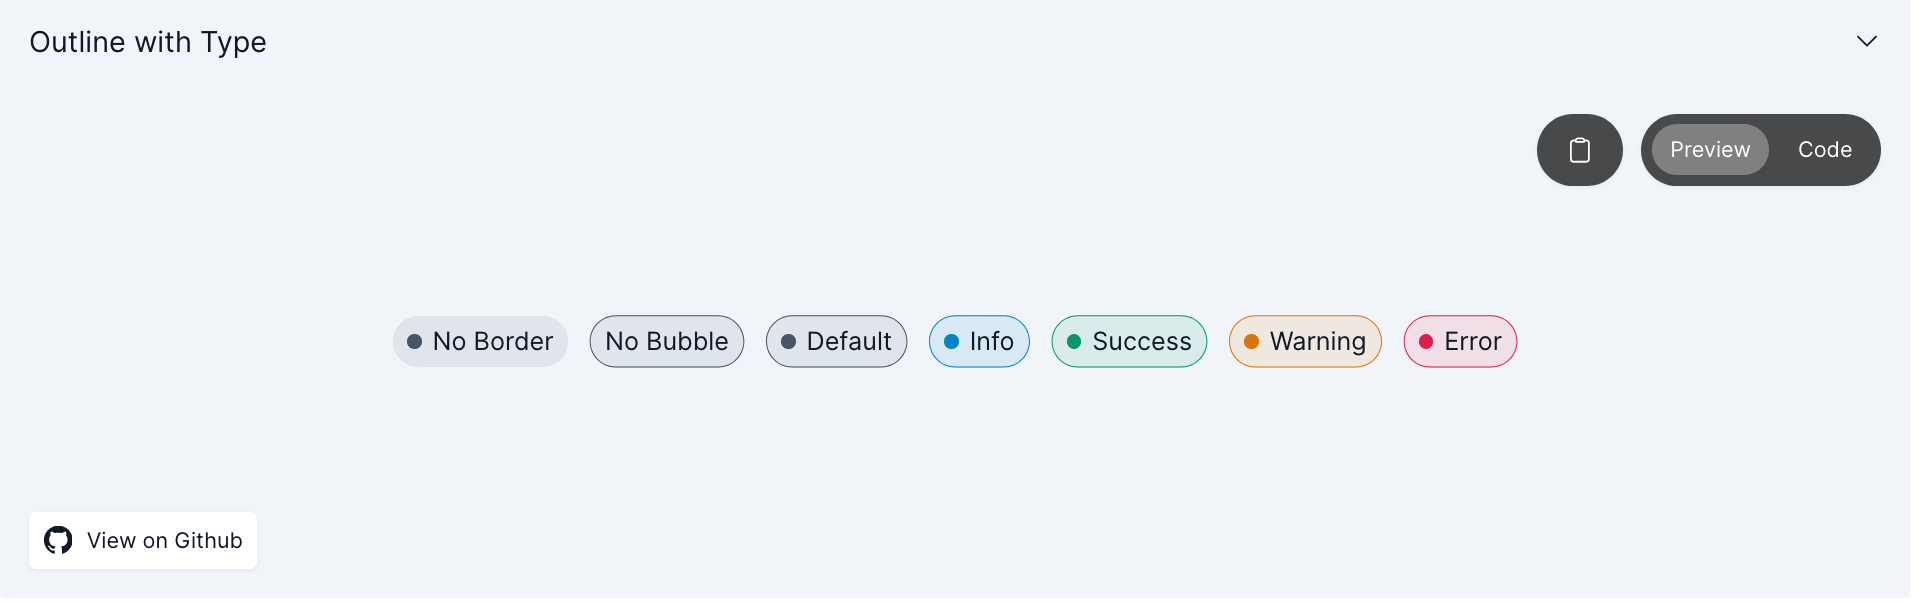 Outline with Type
Preview Code
No Border No Bubble Default Info Success Warning Error
View on Github